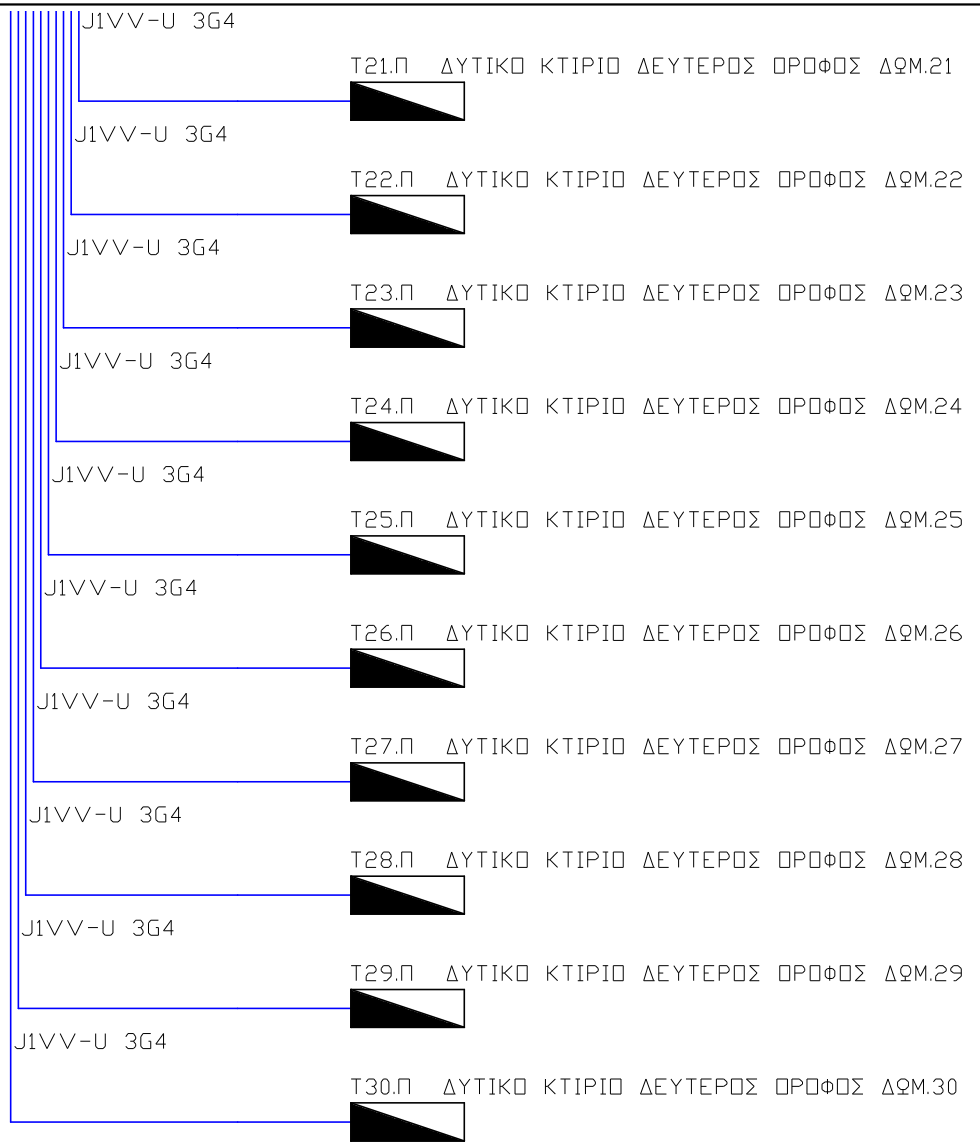 J1VV-U 3G4
T21.Π ΔΥΤΙΚΟ ΚΤΙΡΙΟ ΔΕΥΤΕΡΟΣ ΟΡΟΦΟΣ ΔΩΜ.21
J1VV-U 3G4
T22.Π ΔΥΤΙΚΟ ΚΤΙΡΙΟ ΔΕΥΤΕΡΟΣ ΟΡΟΦΟΣ ΔΩΜ.22
J1VV-U 3G4
T23.Π ΔΥΤΙΚΟ ΚΤΙΡΙΟ ΔΕΥΤΕΡΟΣ ΟΡΟΦΟΣ ΔΩΜ.23
J1VV-U 3G4
T24.Π ΔΥΤΙΚΟ ΚΤΙΡΙΟ ΔΕΥΤΕΡΟΣ ΟΡΟΦΟΣ ΔΩΜ.24
J1VV-U 3G4
T25.Π ΔΥΤΙΚΟ ΚΤΙΡΙΟ ΔΕΥΤΕΡΟΣ ΟΡΟΦΟΣ ΔΩΜ.25
J1VV-U 3G4
T26.Π ΔΥΤΙΚΟ ΚΤΙΡΙΟ ΔΕΥΤΕΡΟΣ ΟΡΟΦΟΣ ΔΩΜ.26
J1VV-U 3G4
T27.Π ΔΥΤΙΚΟ ΚΤΙΡΙΟ ΔΕΥΤΕΡΟΣ ΟΡΟΦΟΣ ΔΩΜ.27
J1VV-U 3G4
T28.Π ΔΥΤΙΚΟ ΚΤΙΡΙΟ ΔΕΥΤΕΡΟΣ ΟΡΟΦΟΣ ΔΩΜ.28
J1VV-U 3G4
T29.Π ΔΥΤΙΚΟ ΚΤΙΡΙΟ ΔΕΥΤΕΡΟΣ ΟΡΟΦΟΣ ΔΩΜ.29
J1VV-U 3G4
T30.Π ΔΥΤΙΚΟ ΚΤΙΡΙΟ ΔΕΥΤΕΡΟΣ ΟΡΟΦΟΣ ΔΩΜ.30